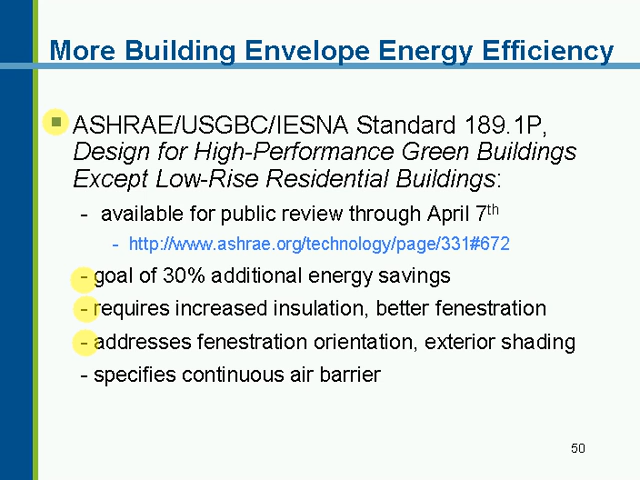 More Building Envelope Energy Efficiency
ASHRAE/USGBC/IESNA Standard 189.1P,
Design for High-Performance Green Buildings
Except Low-Rise Residential Buildings:
- available for public review through April 7th
- http://www.ashrae.org/technology/page/331#672
- goal of 30% additional energy savings
- requires increased insulation, better fenestration
- addresses fenestration orientation, exterior shading
- specifies continuous air barrier
50